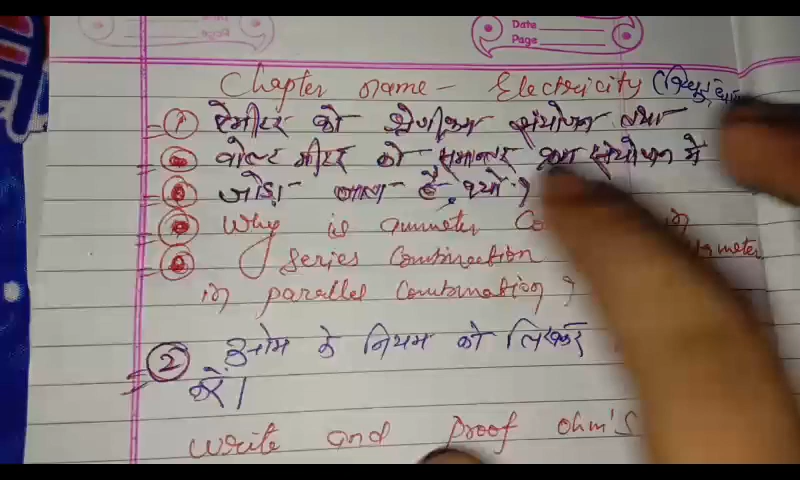 Date
Page
Chapter name - Electricity (विद्युत
1 ऐमीटर को श्रेणीक्रम संयोजन तथा
वोल्ट मीटर को समान्तर क्रम संयोजन में
जोड़ा जाता है, क्यों?
Why is ammeter in
series Combination
in parallel Combination?
2 ओम के नियम को लिखकर
करें।
Write and proof ohm's